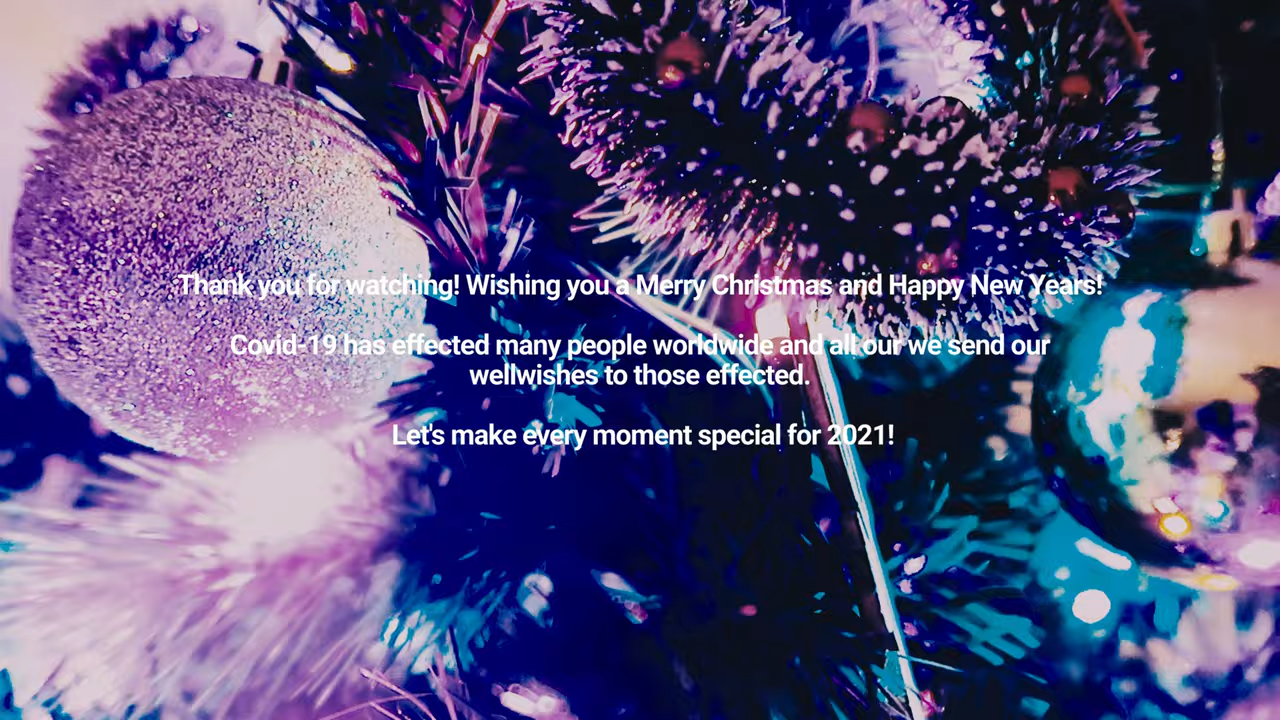 Thank you for watching! Wishing you a Merry Christmas and Happy New Years!
Covid-19 has effected many people worldwide and all our we send our
wellwishes to those effected.
Let's make every moment special for 2021!